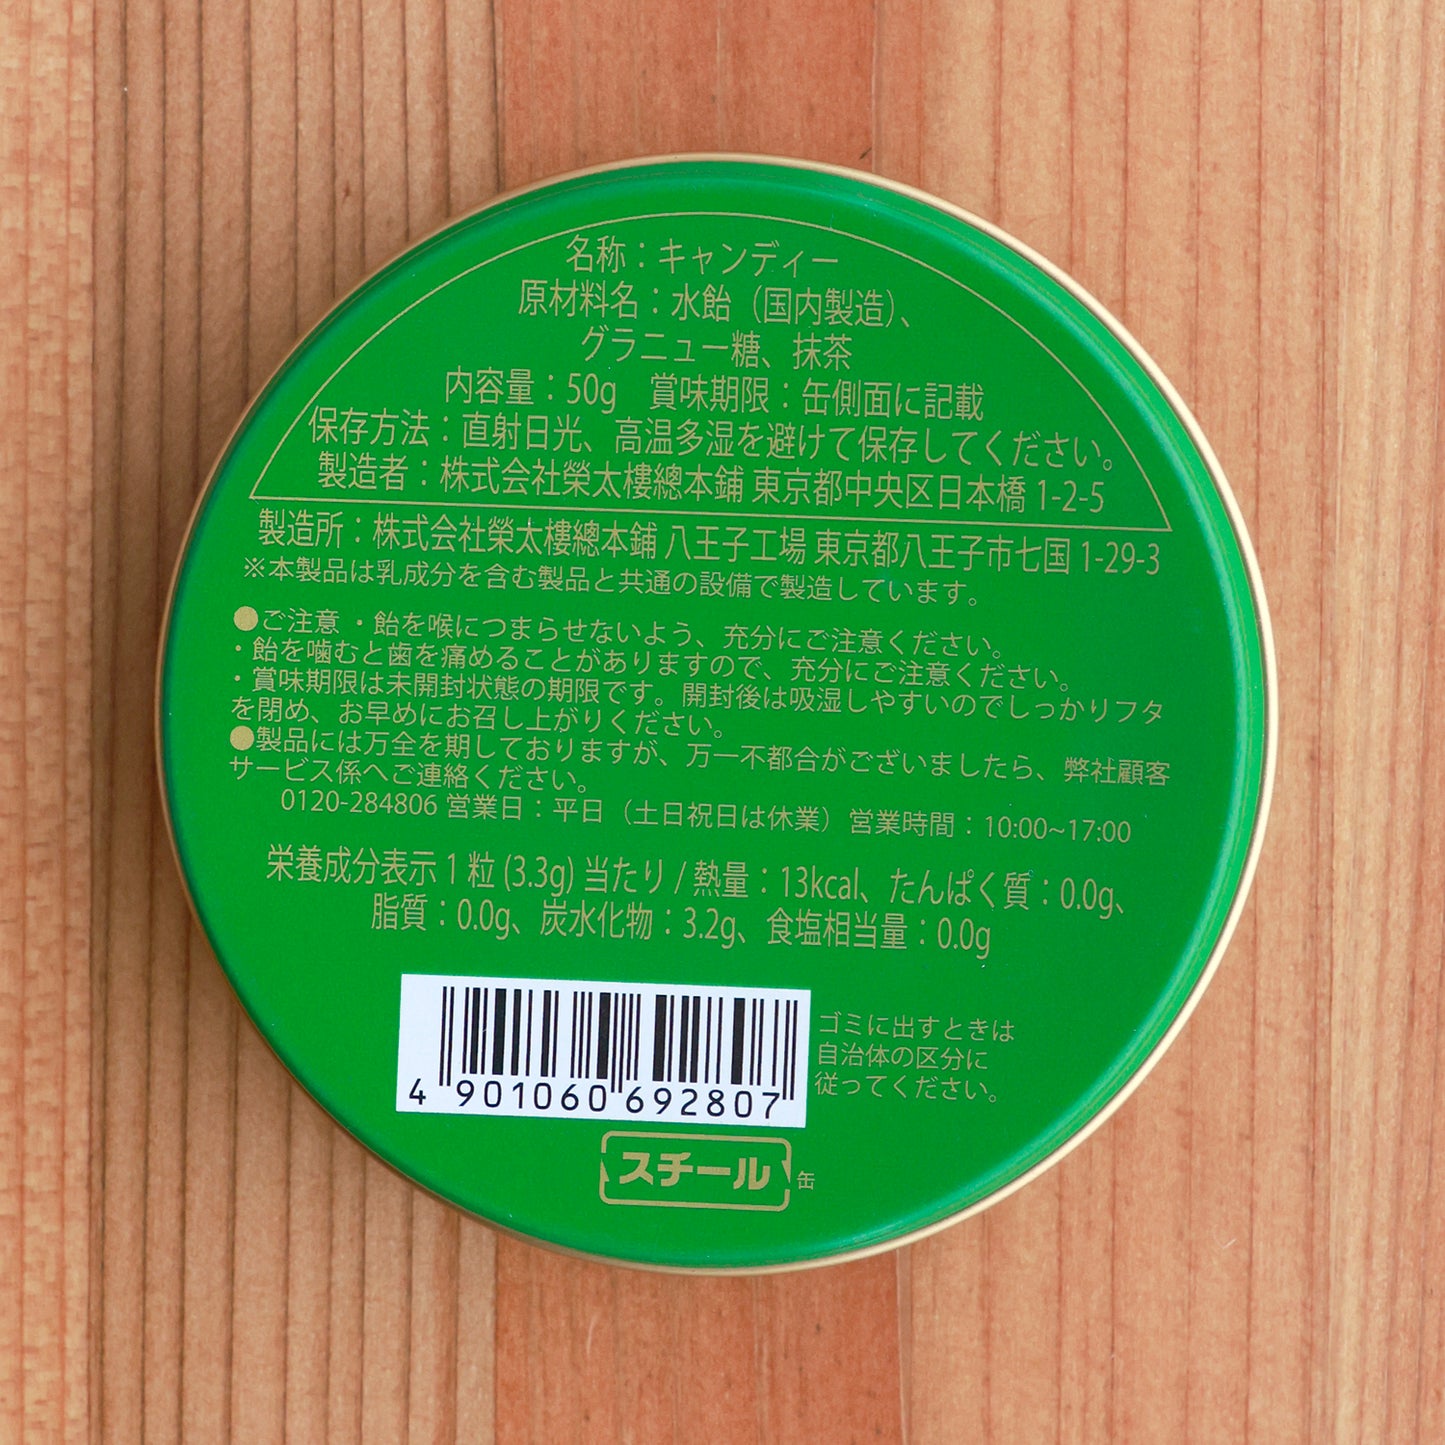 名称：キャンディー
原材料名：水飴（国内製造）、
グラニュー糖、抹茶
内容量：50g　賞味期限：缶側面に記載
保存方法：直射日光、高温多湿を避けて保存してください。
製造者：株式会社榮太樓總本鋪 東京都中央区日本橋 1-2-5
製造所：株式会社榮太樓總本鋪 八王子工場 東京都八王子市七国 1-29-3
※本製品は乳成分を含む製品と共通の設備で製造しています。
●ご注意 ・飴を喉につまらせないよう、充分にご注意ください。
・飴を噛むと歯を痛めることがありますので、充分にご注意ください。
・賞味期限は未開封状態の期限です。開封後は吸湿しやすいのでしっかりフタ
を閉め、お早めにお召し上がりください。
●製品には万全を期しておりますが、万一不都合がございましたら、弊社顧客
サービス係へご連絡ください。
0120-284806 営業日：平日（土日祝日は休業）営業時間：10:00~17:00
栄養成分表示 1 粒 (3.3g) 当たり / 熱量：13kcal、たんぱく質：0.0g、
脂質：0.0g、炭水化物：3.2g、食塩相当量：0.0g
4 901060 692807
ゴミに出すときは
自治体の区分に
従ってください。
スチール缶